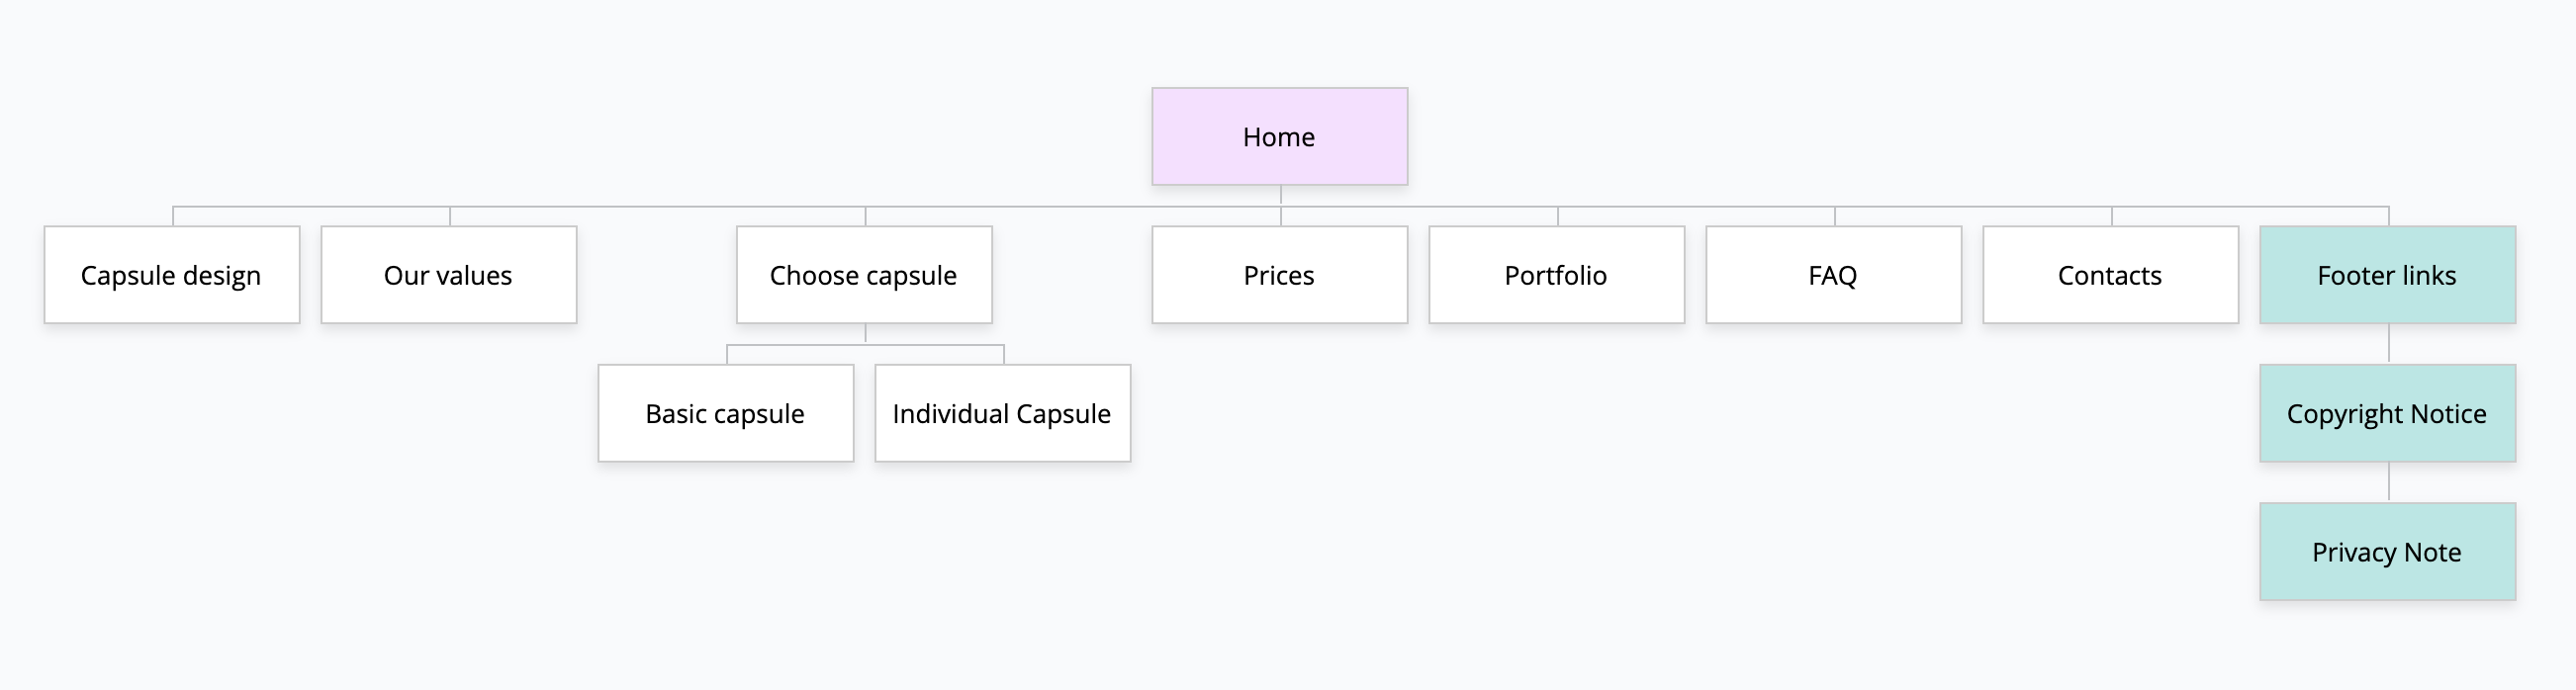 Home
Capsule design
Our values
Choose capsule
Prices
Portfolio
FAQ
Contacts
Footer links
Basic capsule
Individual Capsule
Copyright Notice
Privacy Note